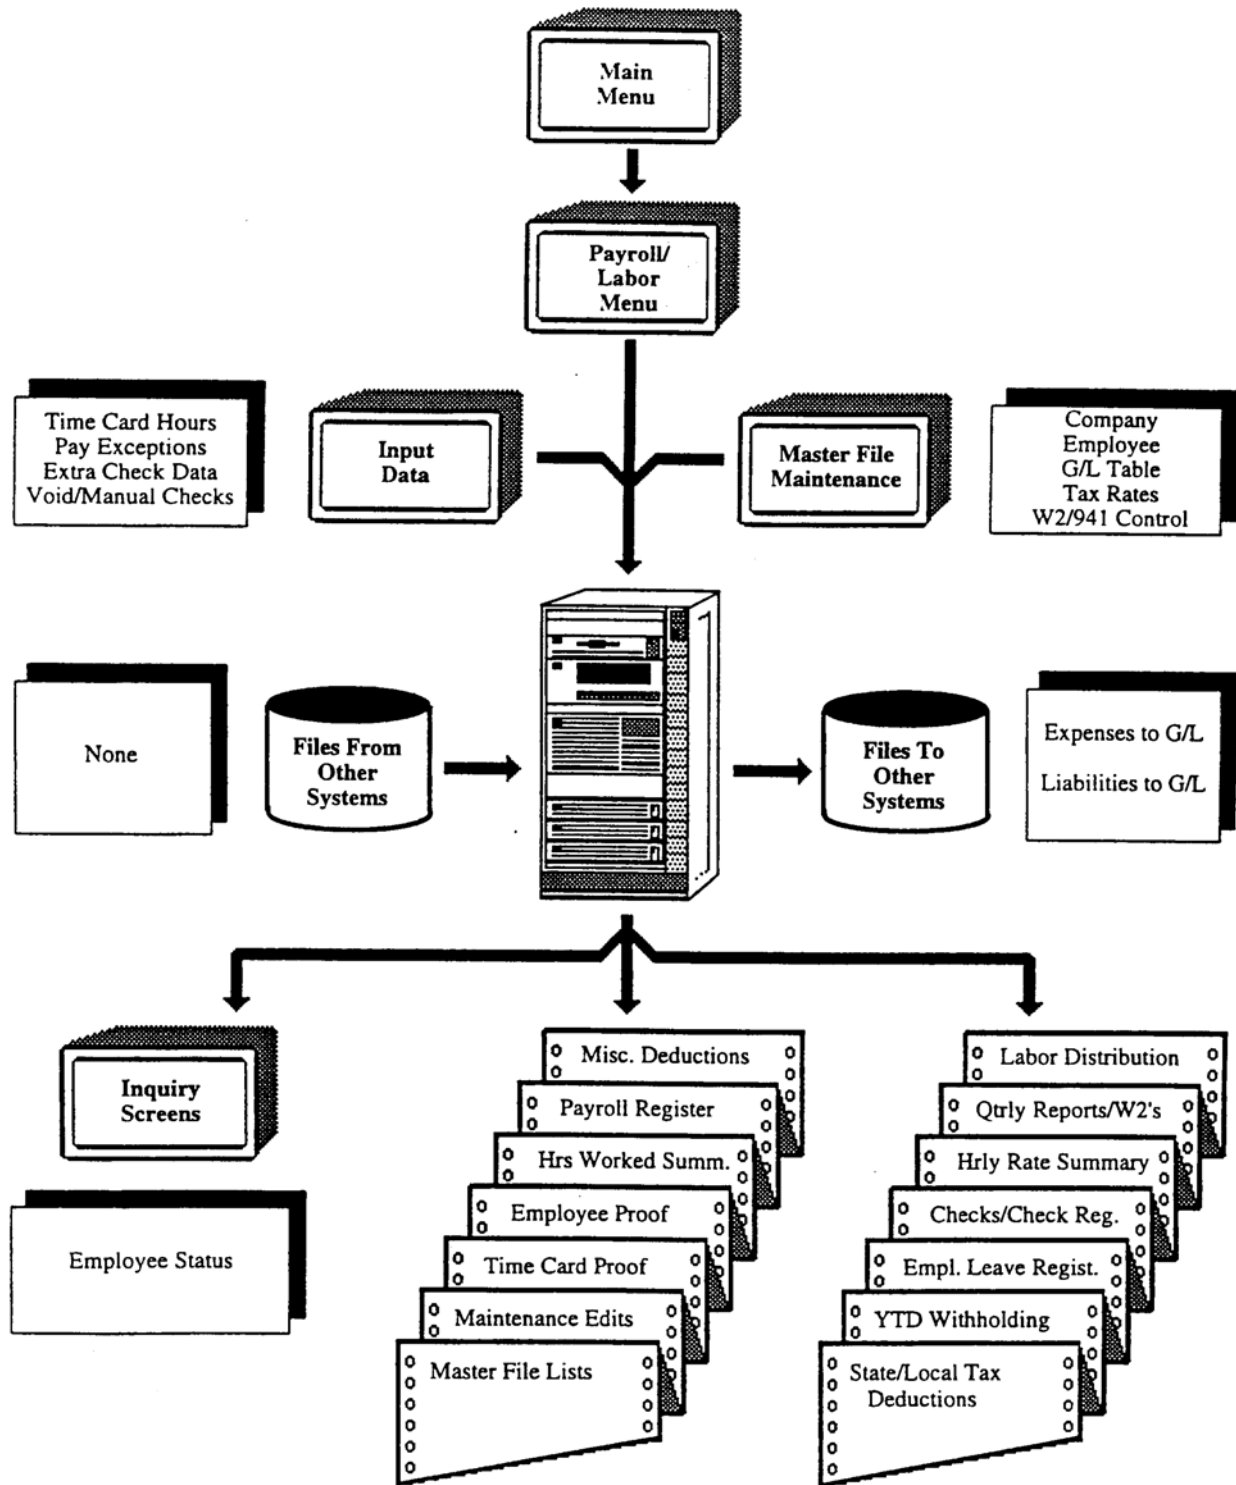 Main
Menu
Payroll/
Labor
Menu
Time Card Hours
Pay Exceptions
Extra Check Data
Void/Manual Checks
Input
Data
Master File
Maintenance
Company
Employee
G/L Table
Tax Rates
W2/941 Control
None
Files From
Other
Systems
Files To
Other
Systems
Expenses to G/L
Liabilities to G/L
Inquiry
Screens
Employee Status
Misc. Deductions
Payroll Register
Hrs Worked Summ.
Employee Proof
Time Card Proof
Maintenance Edits
Master File Lists
Labor Distribution
Qtrly Reports/W2's
Hrly Rate Summary
Checks/Check Reg.
Empl. Leave Regist.
YTD Withholding
State/Local Tax
Deductions